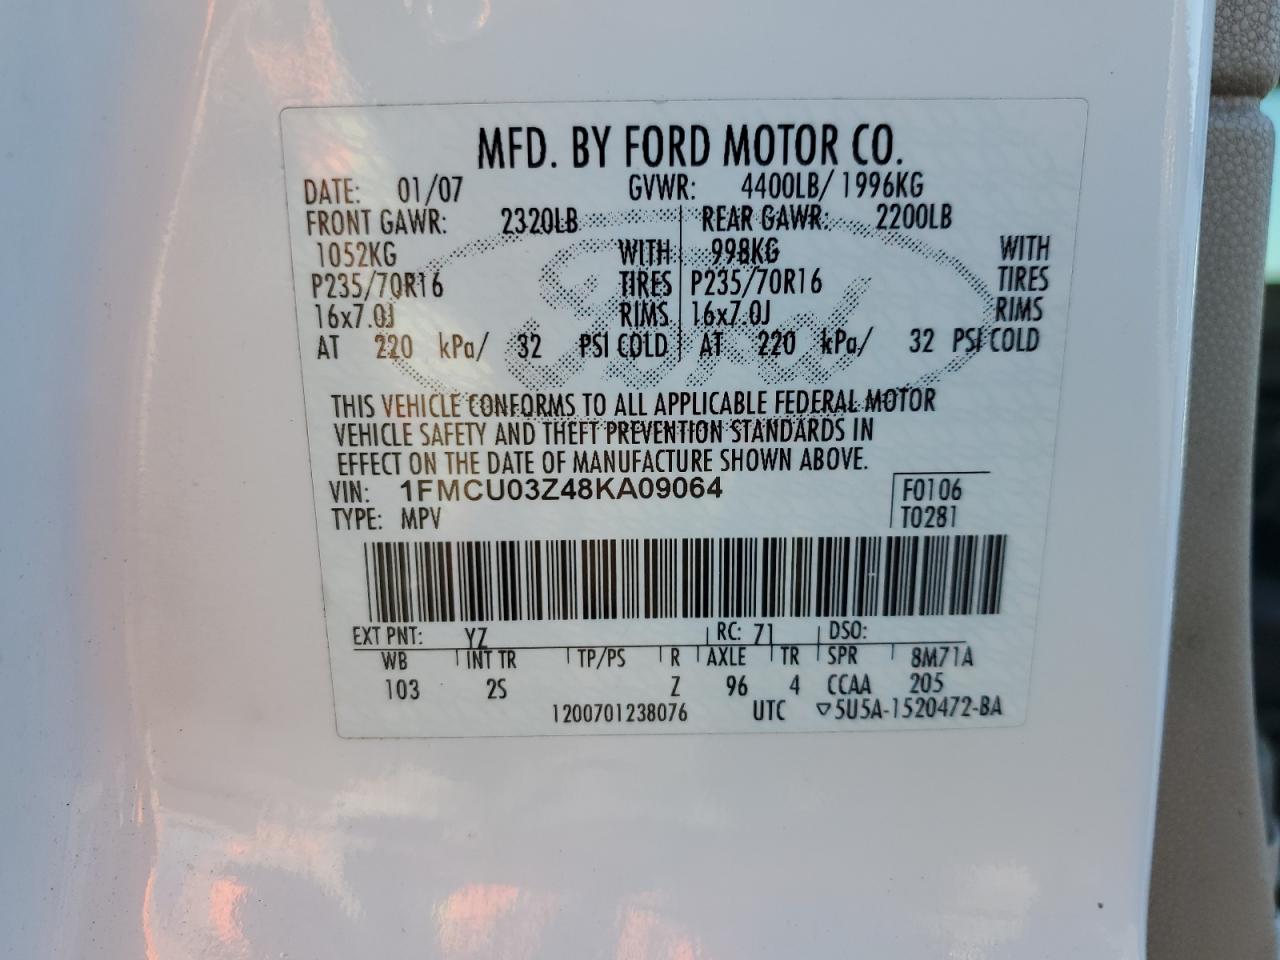 MFD. BY FORD MOTOR CO.
DATE: 01/07 GVWR: 4400LB/ 1996KG
FRONT GAWR: 2320LB REAR GAWR: 2200LB
1052KG WITH 998KG WITH
P235/70R16 TIRES P235/70R16 TIRES
16x7.0J RIMS 16x7.0J RIMS
AT 220 kPa/ 32 PSI COLD AT 220 kPa/ 32 PSI COLD
Ford
THIS VEHICLE CONFORMS TO ALL APPLICABLE FEDERAL MOTOR
VEHICLE SAFETY AND THEFT PREVENTION STANDARDS IN
EFFECT ON THE DATE OF MANUFACTURE SHOWN ABOVE.
VIN: 1FMCU03Z48KA09064 F0106
TYPE: MPV T0281
EXT PNT: YZ RC: 71 DSO:
WB INT TR TP/PS R AXLE TR SPR 8M71A
103 2S Z 96 4 CCAA 205
1200701238076 UTC ▽5U5A-1520472-BA